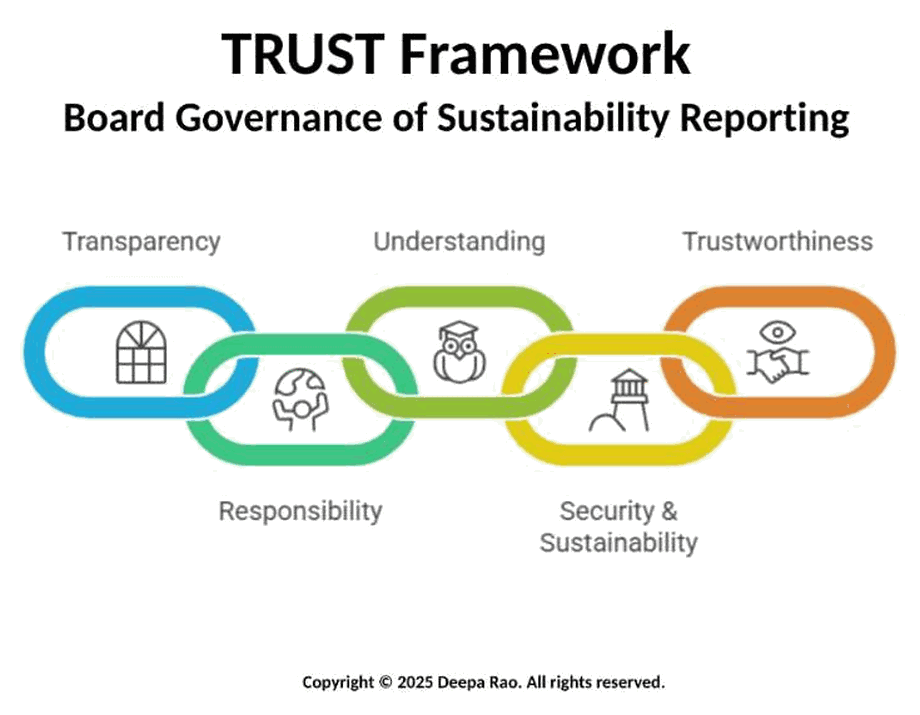 TRUST Framework
Board Governance of Sustainability Reporting
Transparency
Understanding
Trustworthiness
Responsibility
Security &
Sustainability
Copyright © 2025 Deepa Rao. All rights reserved.